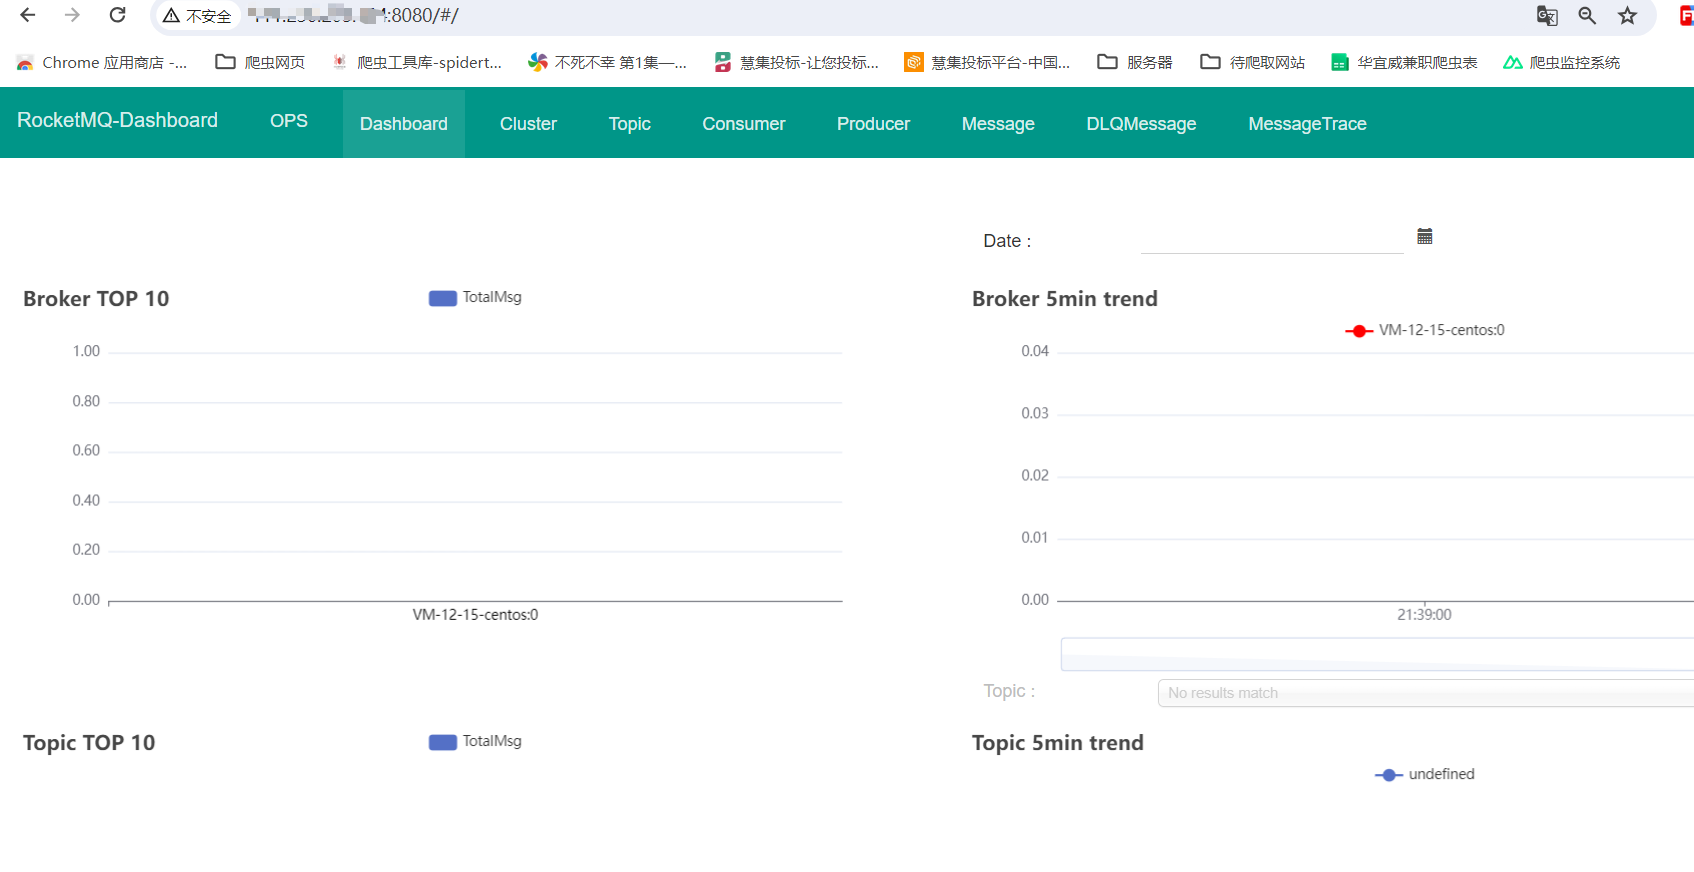 不安全 :8080/#/
Chrome 应用商店 -... 爬虫网页 爬虫工具库-spidert... 不死不幸 第1集—... 慧集投标-让您投标... 慧集投标平台-中国... 服务器 待爬取网站 华宜威兼职爬虫表 爬虫监控系统
RocketMQ-Dashboard OPS Dashboard Cluster Topic Consumer Producer Message DLQMessage MessageTrace
Date :
Broker TOP 10
TotalMsg
1.00
0.80
0.60
0.40
0.20
0.00
VM-12-15-centos:0
Broker 5min trend
VM-12-15-centos:0
0.04
0.03
0.02
0.01
0.00
21:39:00
Topic :
No results match
Topic TOP 10
TotalMsg
Topic 5min trend
undefined